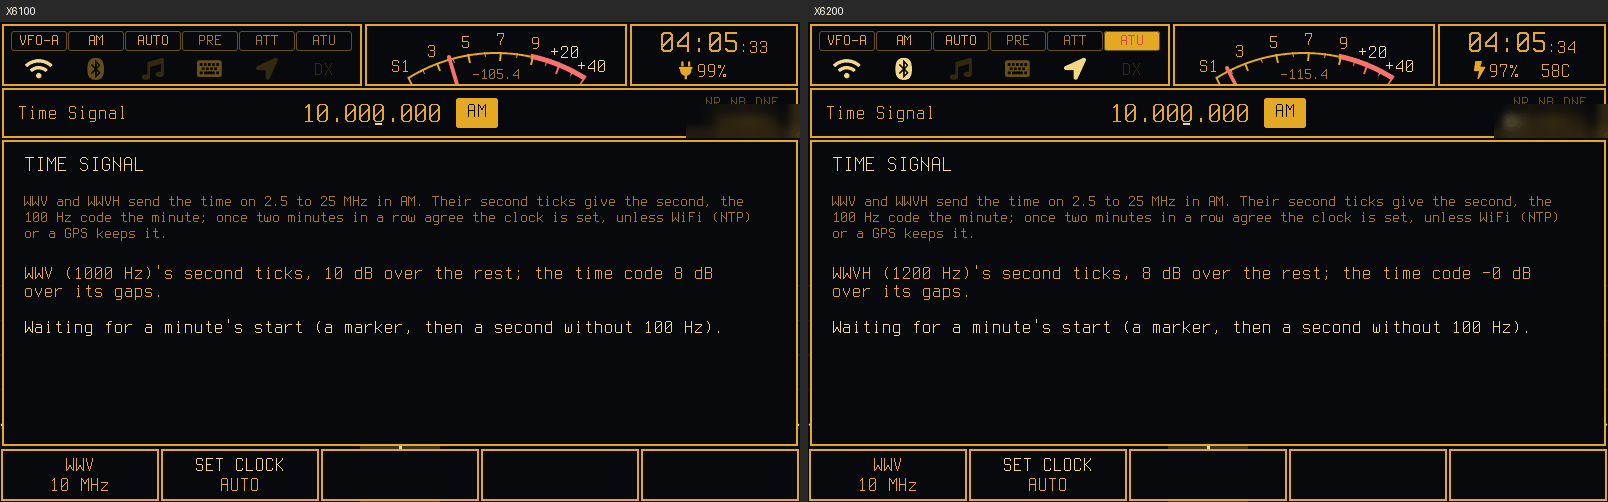 X6100
VFO-A AM AUTO PRE ATT ATU
DX
S1 3 5 7 9 +20 +40
-105.4
04:05:33
99%
Time Signal 10.000.000 AM
NR NB DNF
TIME SIGNAL
WWV and WWVH send the time on 2.5 to 25 MHz in AM. Their second ticks give the second, the
100 Hz code the minute; once two minutes in a row agree the clock is set, unless WiFi (NTP)
or a GPS keeps it.
WWV (1000 Hz)'s second ticks, 10 dB over the rest; the time code 8 dB
over its gaps.
Waiting for a minute's start (a marker, then a second without 100 Hz).
WWV
10 MHz
SET CLOCK
AUTO
X6200
VFO-A AM AUTO PRE ATT ATU
DX
S1 3 5 7 9 +20 +40
-115.4
04:05:34
97% 58C
Time Signal 10.000.000 AM
NR NB DNF
TIME SIGNAL
WWV and WWVH send the time on 2.5 to 25 MHz in AM. Their second ticks give the second, the
100 Hz code the minute; once two minutes in a row agree the clock is set, unless WiFi (NTP)
or a GPS keeps it.
WWVH (1200 Hz)'s second ticks, 8 dB over the rest; the time code -0 dB
over its gaps.
Waiting for a minute's start (a marker, then a second without 100 Hz).
WWV
10 MHz
SET CLOCK
AUTO